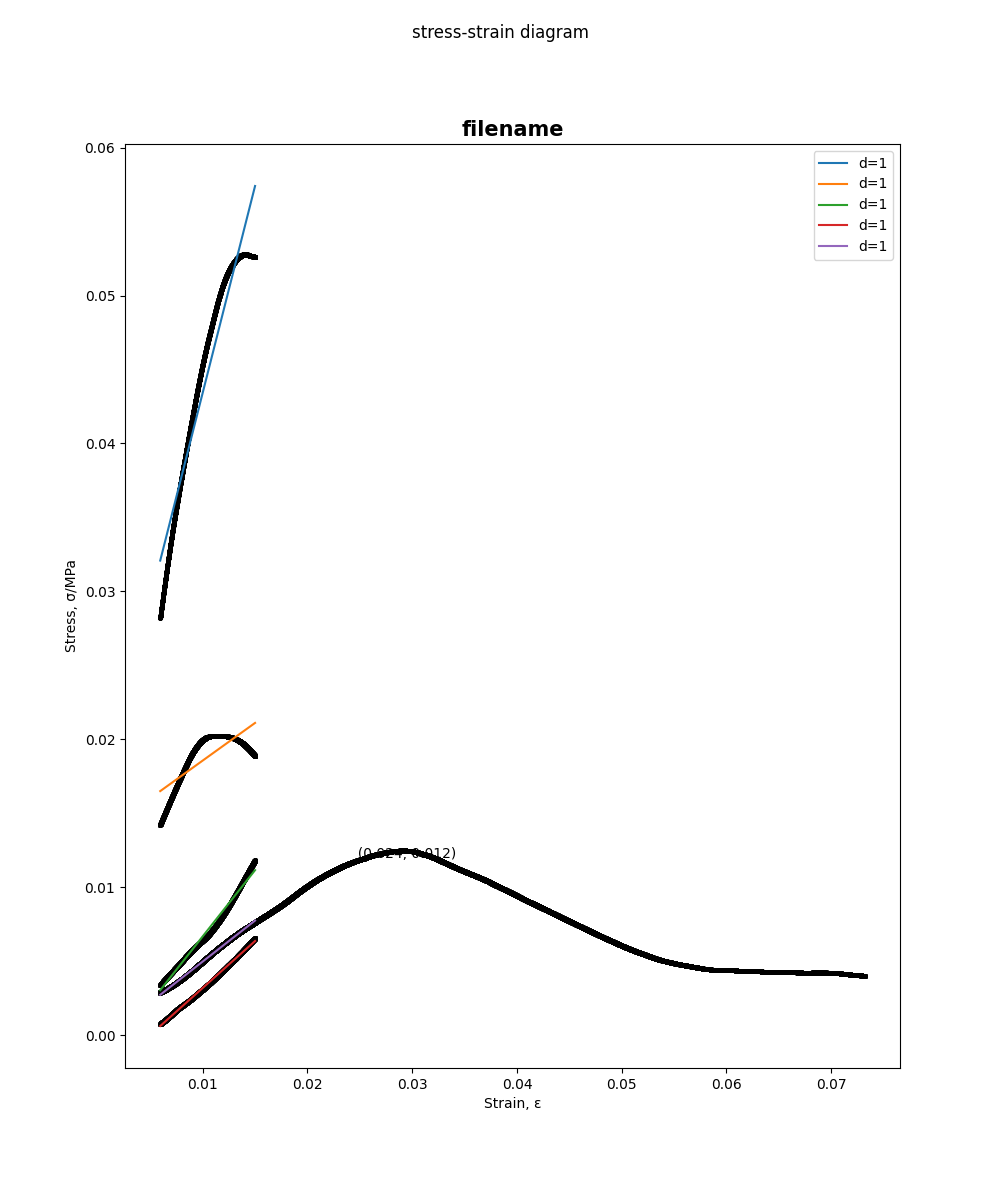 stress-strain diagram
filename
0.06
0.05
0.04
0.03
0.02
0.01
0.00
Stress, σ/MPa
d=1
d=1
d=1
d=1
d=1
0.01 0.02 0.03 0.04 0.05 0.06 0.07
Strain, ε